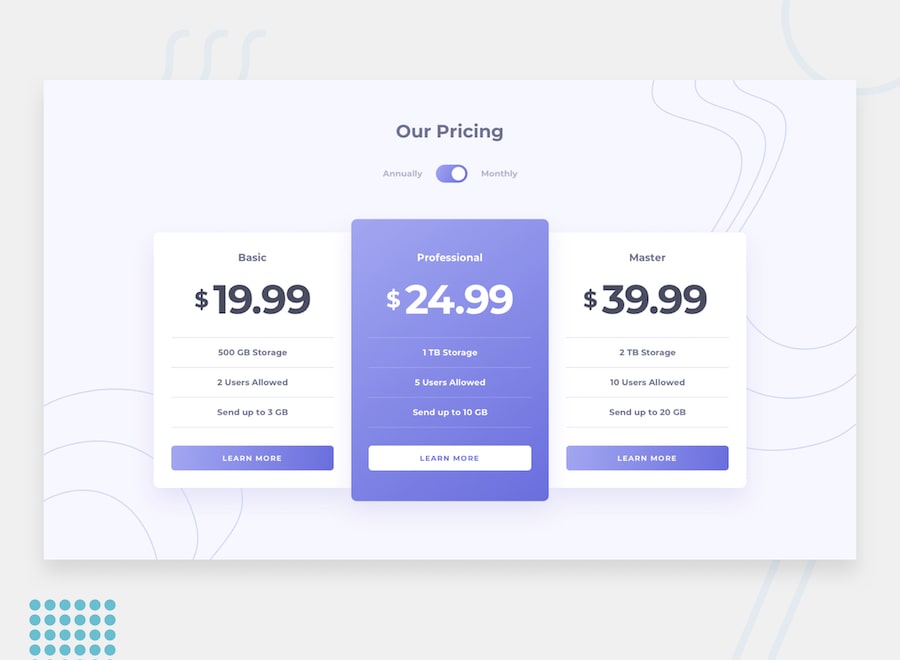 Our Pricing
Annually Monthly
Basic
$19.99
500 GB Storage
2 Users Allowed
Send up to 3 GB
LEARN MORE
Professional
$24.99
1 TB Storage
5 Users Allowed
Send up to 10 GB
LEARN MORE
Master
$39.99
2 TB Storage
10 Users Allowed
Send up to 20 GB
LEARN MORE